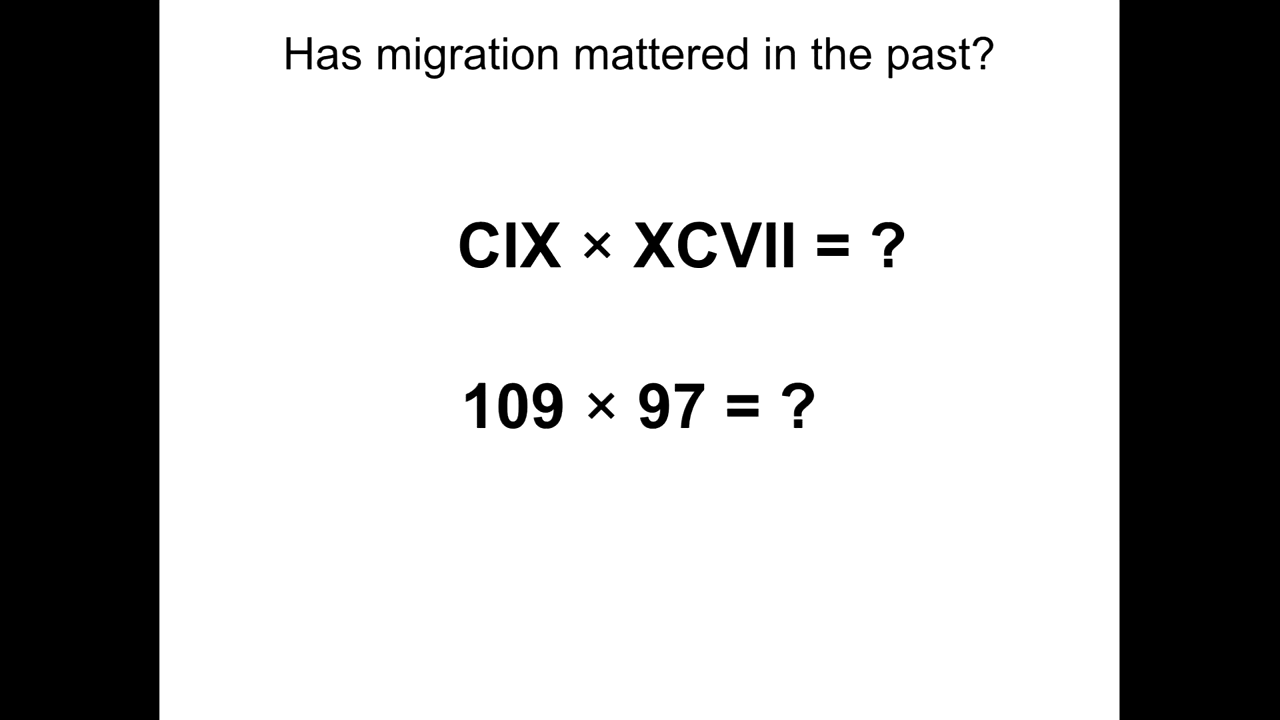 Has migration mattered in the past?
CIX × XCVII = ?
109 × 97 = ?